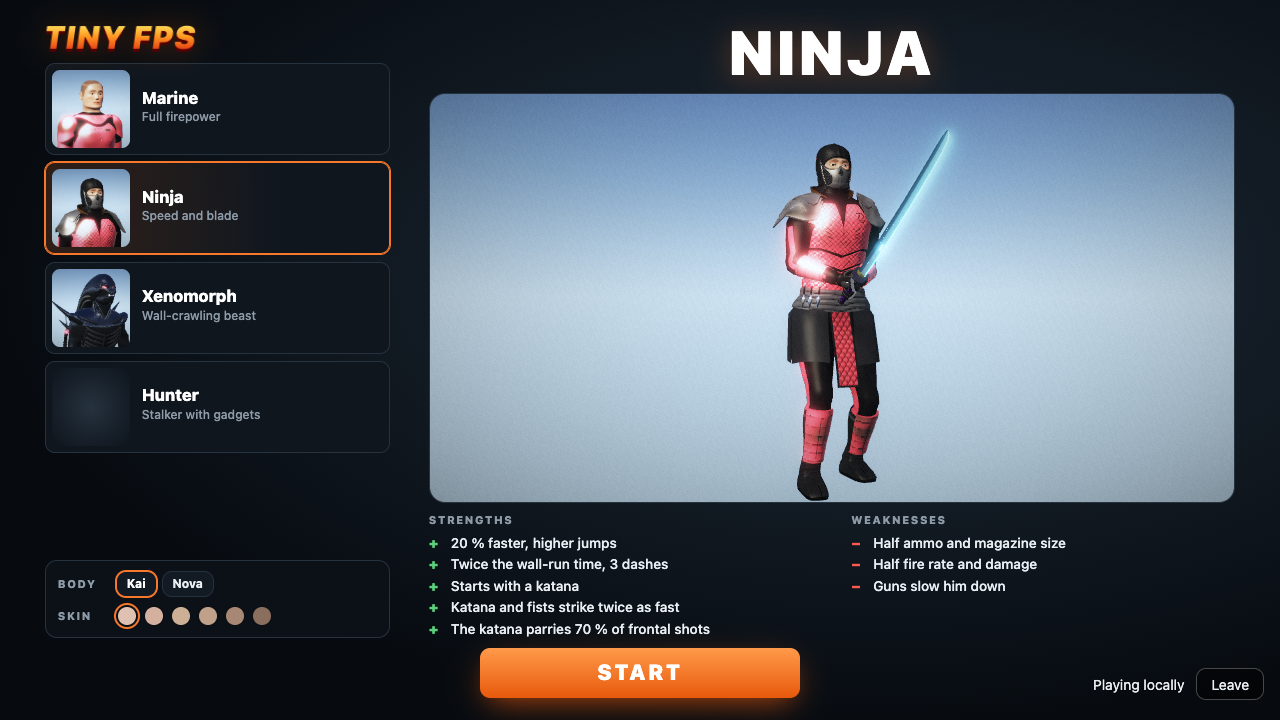 TINY FPS
Marine
Full firepower
Ninja
Speed and blade
Xenomorph
Wall-crawling beast
Hunter
Stalker with gadgets
BODY Kai Nova
SKIN
NINJA
STRENGTHS
+ 20 % faster, higher jumps
+ Twice the wall-run time, 3 dashes
+ Starts with a katana
+ Katana and fists strike twice as fast
+ The katana parries 70 % of frontal shots
WEAKNESSES
− Half ammo and magazine size
− Half fire rate and damage
− Guns slow him down
START
Playing locally Leave